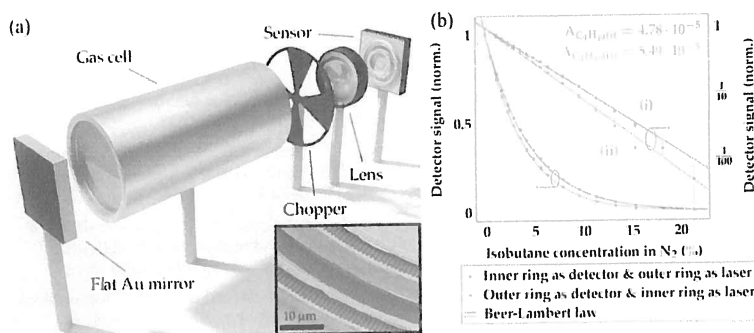 (a)
Sensor
Gas cell
Lens
Chopper
Flat Au mirror
10 μm
(b)
Detector signal (norm.)
1
0.5
0
0
5
10
15
20
(i)
(ii)
1
1/10
1/100
Detector signal (norm.)
Isobutane concentration in N₂ (%)
Inner ring as detector & outer ring as laser
Outer ring as detector & inner ring as laser
Beer-Lambert law